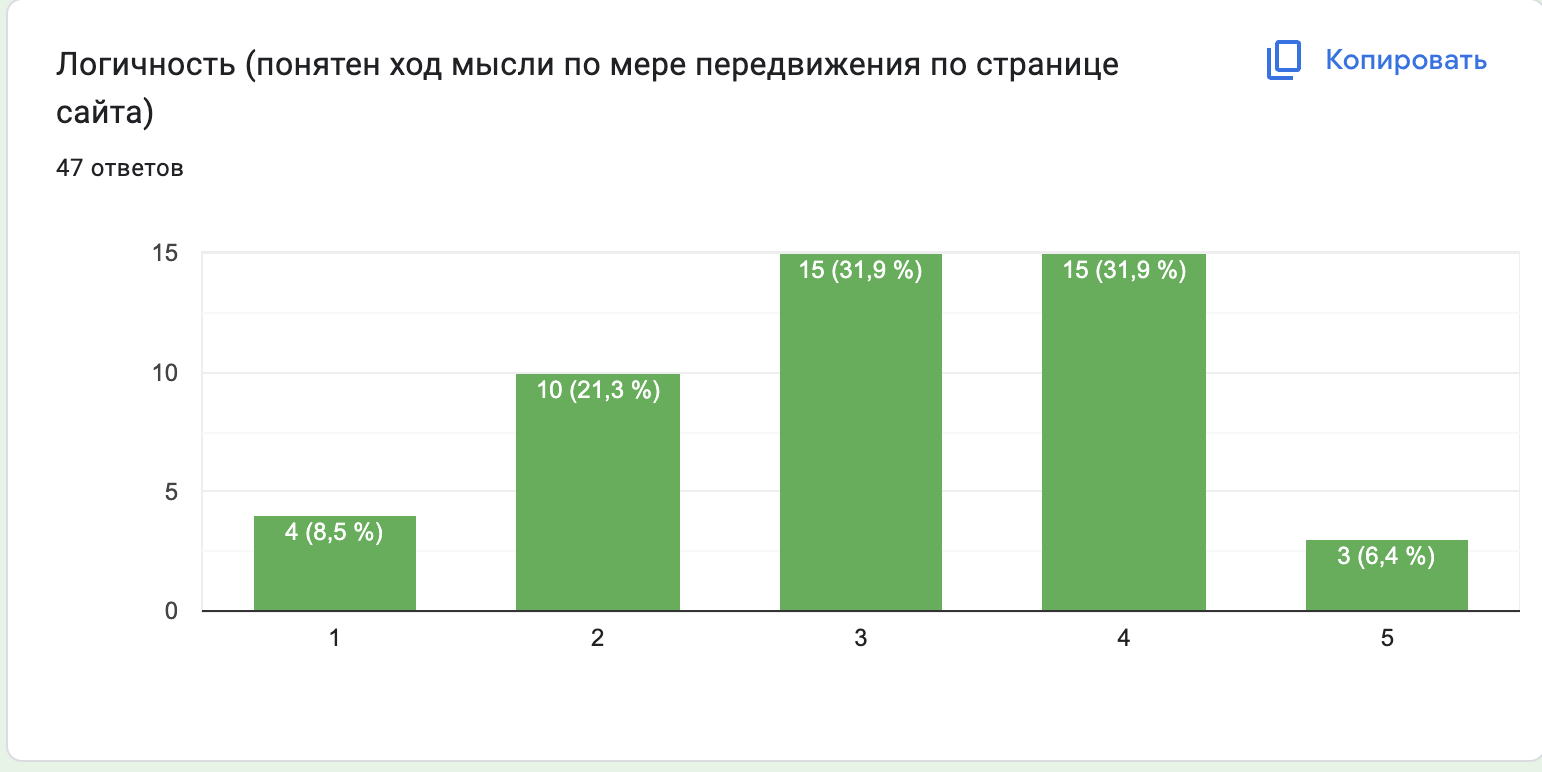 Логичность (понятен ход мысли по мере передвижения по странице
сайта)
Копировать
47 ответов
15
10
5
0
4 (8,5 %)
10 (21,3 %)
15 (31,9 %)
15 (31,9 %)
3 (6,4 %)
1
2
3
4
5